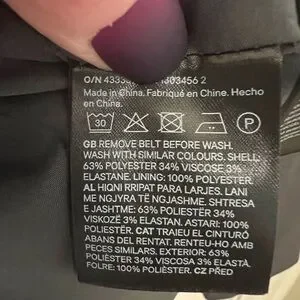 O/N 4333 1303456 2
Made in China. Fabriqué en Chine. Hecho
en China.
30
GB REMOVE BELT BEFORE WASH.
WASH WITH SIMILAR COLOURS. SHELL:
63% POLYESTER 34% VISCOSE 3%
ELASTANE. LINING: 100% POLYESTER
AL HIQNI RRIPAT PARA LARJES. LANI
ME NGJYRA TË NGJASHME. SHTRESA
E JASHTME: 63% POLIESTËR 34%
VISKOZË 3% ELASTAN. ASTARI: 100%
POLIESTËR. CAT TRAIEU EL CINTURÓ
ABANS DEL RENTAT. RENTEU-HO AMB
PECES SIMILARS. EXTERIOR: 63%
POLIÈSTER 34% VISCOSA 3% ELASTÀ.
FOLRE: 100% POLIÈSTER. CZ PŘED